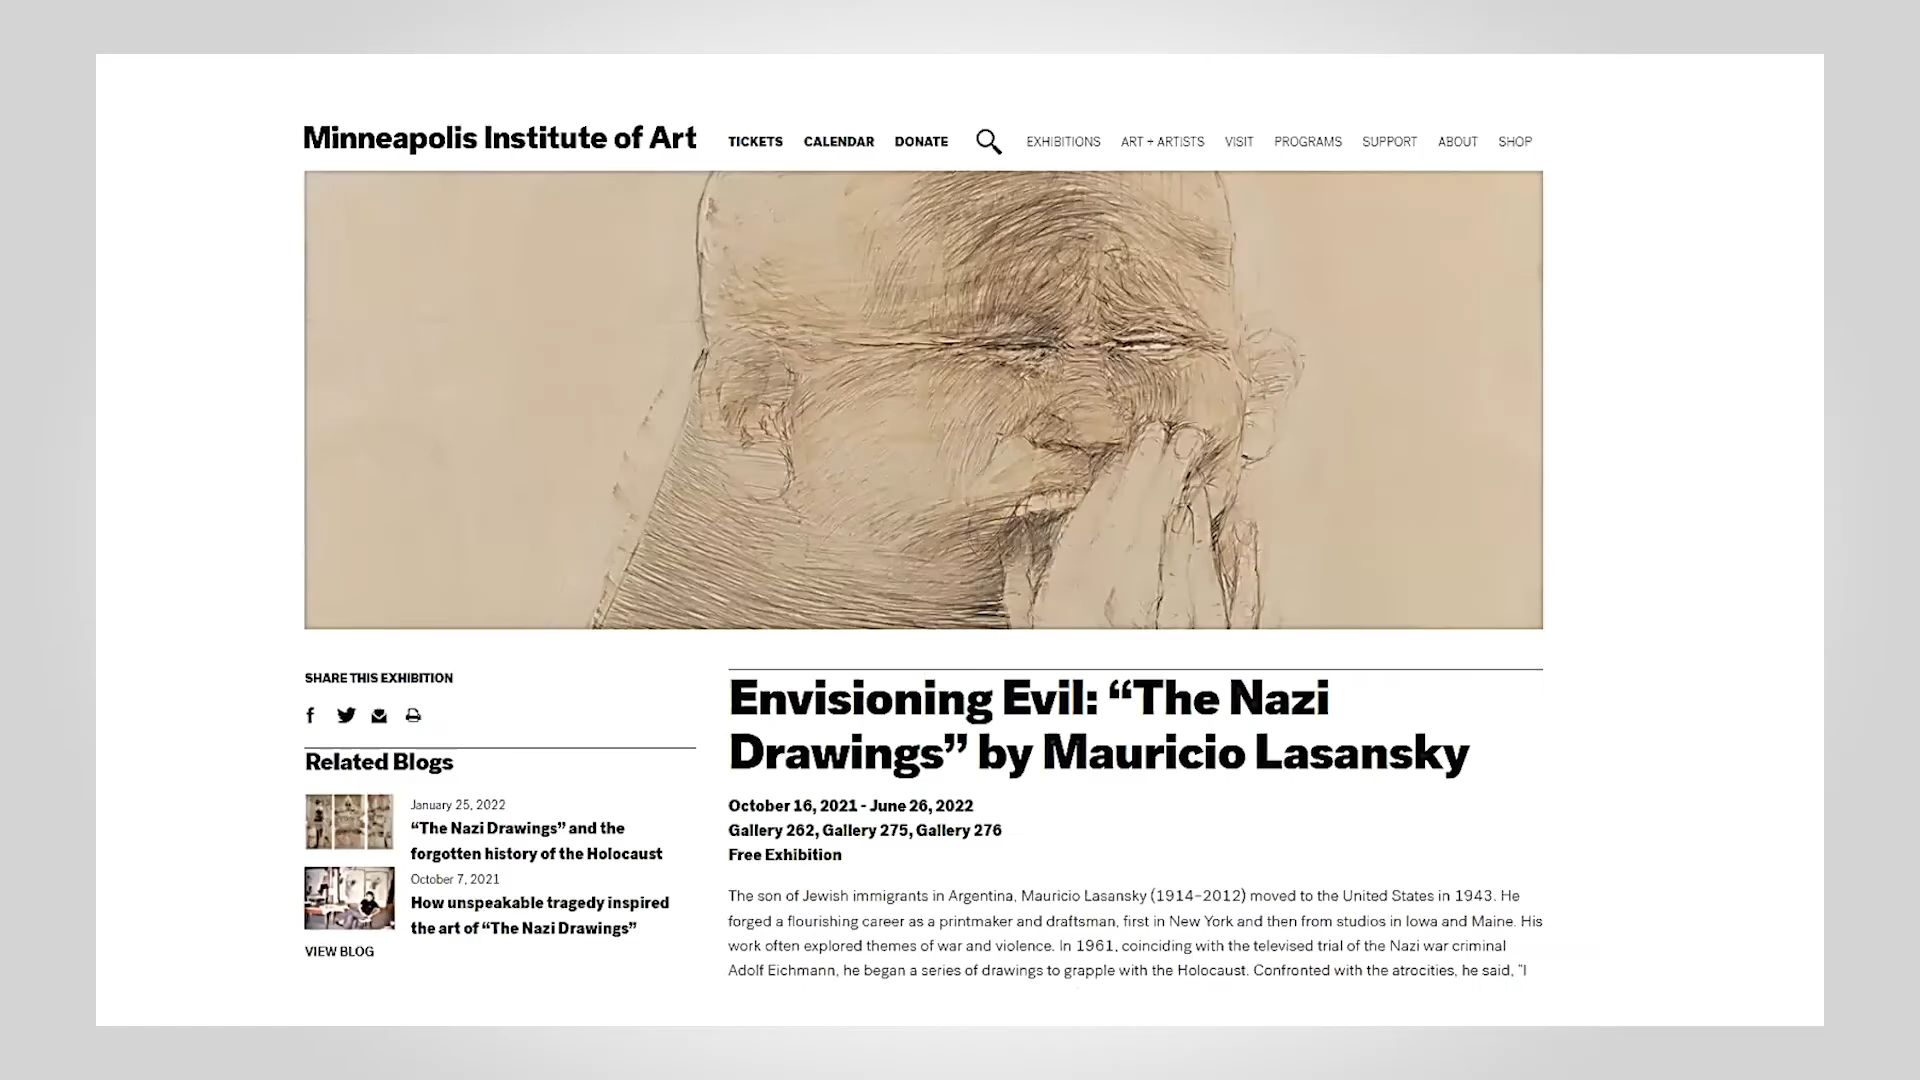 Minneapolis Institute of Art
TICKETS CALENDAR DONATE EXHIBITIONS ART + ARTISTS VISIT PROGRAMS SUPPORT ABOUT SHOP
SHARE THIS EXHIBITION
Related Blogs
January 25, 2022
“The Nazi Drawings” and the
forgotten history of the Holocaust
October 7, 2021
How unspeakable tragedy inspired
the art of “The Nazi Drawings”
VIEW BLOG
Envisioning Evil: “The Nazi
Drawings” by Mauricio Lasansky
October 16, 2021 - June 26, 2022
Gallery 262, Gallery 275, Gallery 276
Free Exhibition
The son of Jewish immigrants in Argentina, Mauricio Lasansky (1914–2012) moved to the United States in 1943. He
forged a flourishing career as a printmaker and draftsman, first in New York and then from studios in Iowa and Maine. His
work often explored themes of war and violence. In 1961, coinciding with the televised trial of the Nazi war criminal
Adolf Eichmann, he began a series of drawings to grapple with the Holocaust. Confronted with the atrocities, he said, “I